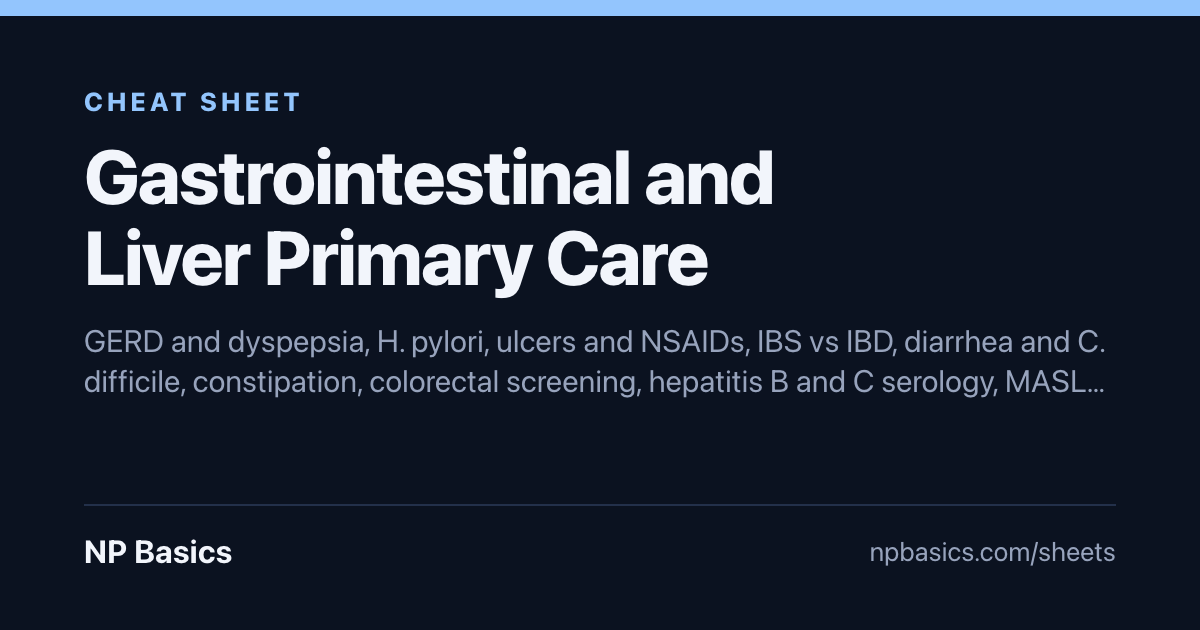 CHEAT SHEET
Gastrointestinal and
Liver Primary Care
GERD and dyspepsia, H. pylori, ulcers and NSAIDs, IBS vs IBD, diarrhea and C.
difficile, constipation, colorectal screening, hepatitis B and C serology, MASL...
NP Basics
npbasics.com/sheets